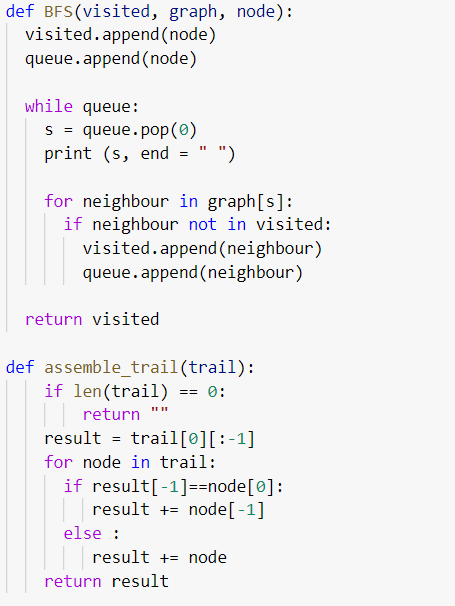 def BFS(visited, graph, node):
  visited.append(node)
  queue.append(node)

  while queue:
    s = queue.pop(0)
    print (s, end = " ")

    for neighbour in graph[s]:
      if neighbour not in visited:
        visited.append(neighbour)
        queue.append(neighbour)

  return visited

def assemble_trail(trail):
    if len(trail) == 0:
        return ""
    result = trail[0][:-1]
    for node in trail:
      if result[-1]==node[0]:
         result += node[-1]
      else :
         result += node
    return result